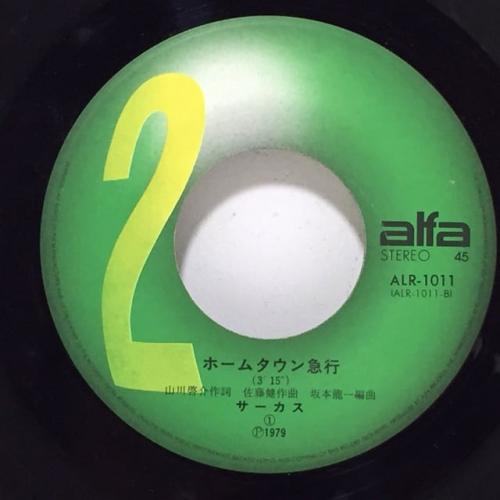 2
alfa
STEREO 45
ALR-1011
(ALR-1011-B)
ホームタウン急行
(3′15″)
山川啓介作詞 佐藤健作曲 坂本龍一編曲
サーカス
①
Ⓟ1979